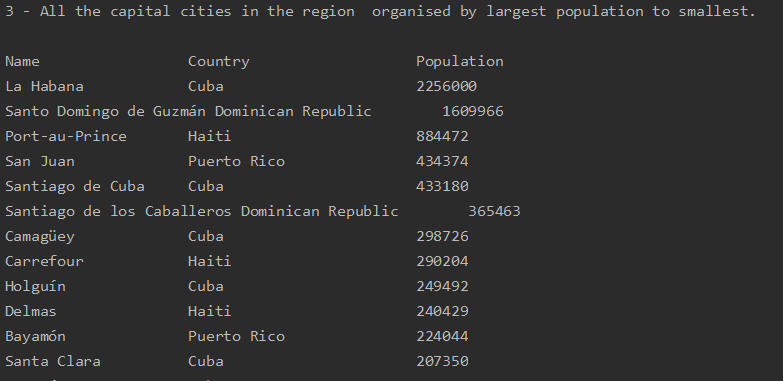 3 - All the capital cities in the region  organised by largest population to smallest.
Name Country Population
La Habana Cuba 2256000
Santo Domingo de Guzmán Dominican Republic 1609966
Port-au-Prince Haiti 884472
San Juan Puerto Rico 434374
Santiago de Cuba Cuba 433180
Santiago de los Caballeros Dominican Republic 365463
Camagüey Cuba 298726
Carrefour Haiti 290204
Holguín Cuba 249492
Delmas Haiti 240429
Bayamón Puerto Rico 224044
Santa Clara Cuba 207350